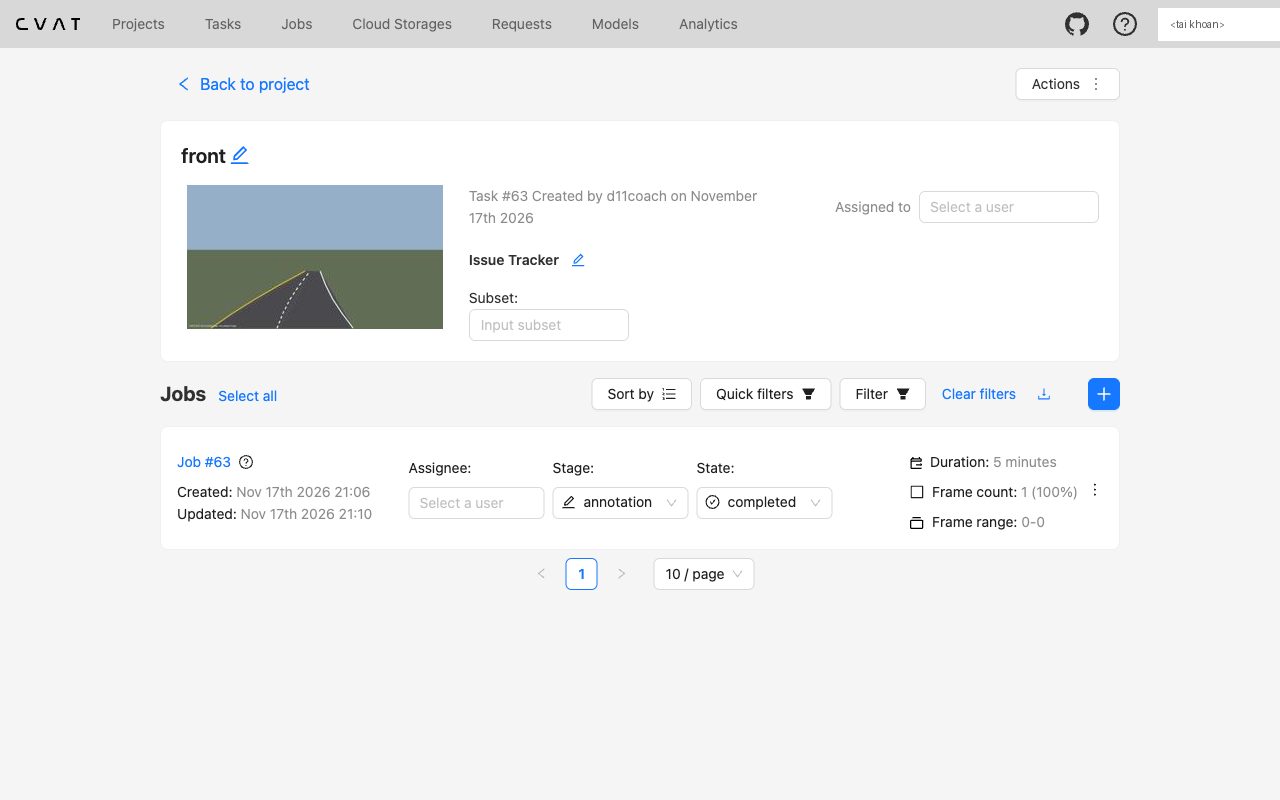 CVAT Projects Tasks Jobs Cloud Storages Requests Models Analytics <tai khoan>
Back to project
Actions
front
Task #63 Created by d11coach on November
17th 2026
Assigned to Select a user
Issue Tracker
Subset:
Input subset
Jobs Select all Sort by Quick filters Filter Clear filters
Job #63
Created: Nov 17th 2026 21:06
Updated: Nov 17th 2026 21:10
Assignee:
Select a user
Stage:
annotation
State:
completed
Duration: 5 minutes
Frame count: 1 (100%)
Frame range: 0-0
1 10 / page